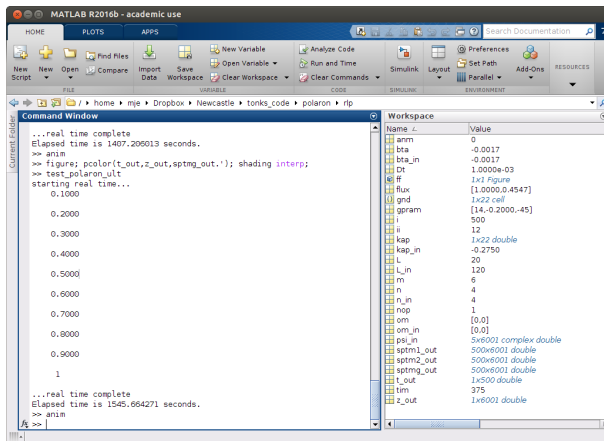 MATLAB R2016b - academic use
HOME PLOTS APPS Search Documentation
New Script
New
Open
Find Files
Compare
Import Data
Save Workspace
New Variable
Open Variable
Clear Workspace
Analyze Code
Run and Time
Clear Commands
Simulink
Layout
Preferences
Set Path
Parallel
Add-Ons
RESOURCES
FILE VARIABLE CODE SIMULINK ENVIRONMENT
/ home mje Dropbox Newcastle tonks_code polaron rlp
Current Folder
Command Window
...real time complete
Elapsed time is 1407.206013 seconds.
>> anim
>> figure; pcolor(t_out,z_out,sptmg_out.'); shading interp;
>> test_polaron_ult
starting real time...
0.1000
0.2000
0.3000
0.4000
0.5000
0.6000
0.7000
0.8000
0.9000
1
...real time complete
Elapsed time is 1545.664271 seconds.
>> anim
fx >>
Workspace
Name Value
anm 0
bta -0.0017
bta_in -0.0017
Dt 1.0000e-03
ff 1x1 Figure
flux [1.0000,0.4547]
gnd 1x22 cell
gpram [14,-0.2000,-45]
i 500
ii 12
kap 1x22 double
kap_in -0.2750
L 20
L_in 120
m 6
n 4
n_in 4
nop 1
om [0,0]
om_in [0,0]
psi_in 5x6001 complex double
sptm1_out 500x6001 double
sptm2_out 500x6001 double
sptmg_out 500x6001 double
t_out 1x500 double
tim 375
z_out 1x6001 double